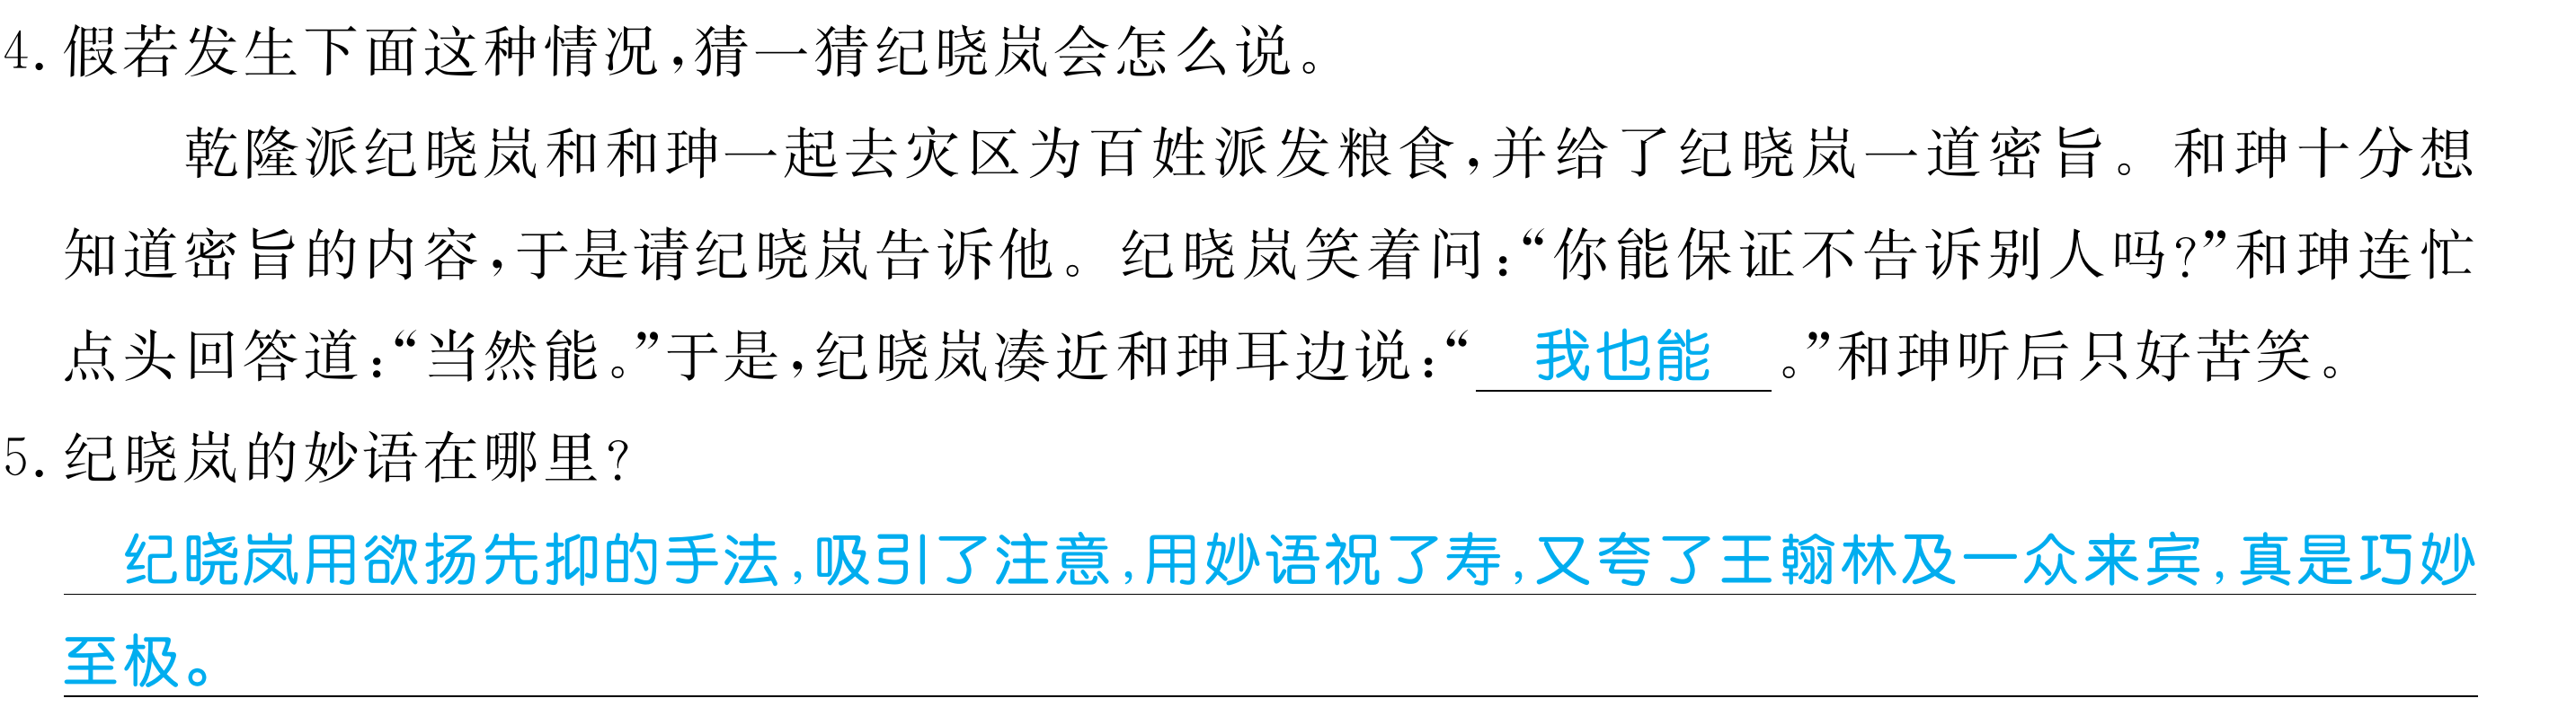 4. 假若发生下面这种情况,猜一猜纪晓岚会怎么说。
乾隆派纪晓岚和和珅一起去灾区为百姓派发粮食,并给了纪晓岚一道密旨。和珅十分想
知道密旨的内容,于是请纪晓岚告诉他。纪晓岚笑着问:“你能保证不告诉别人吗?”和珅连忙
点头回答道:“当然能。”于是,纪晓岚凑近和珅耳边说:“ 我也能 。”和珅听后只好苦笑。
5. 纪晓岚的妙语在哪里?
纪晓岚用欲扬先抑的手法,吸引了注意,用妙语祝了寿,又夸了王翰林及一众来宾,真是巧妙
至极。